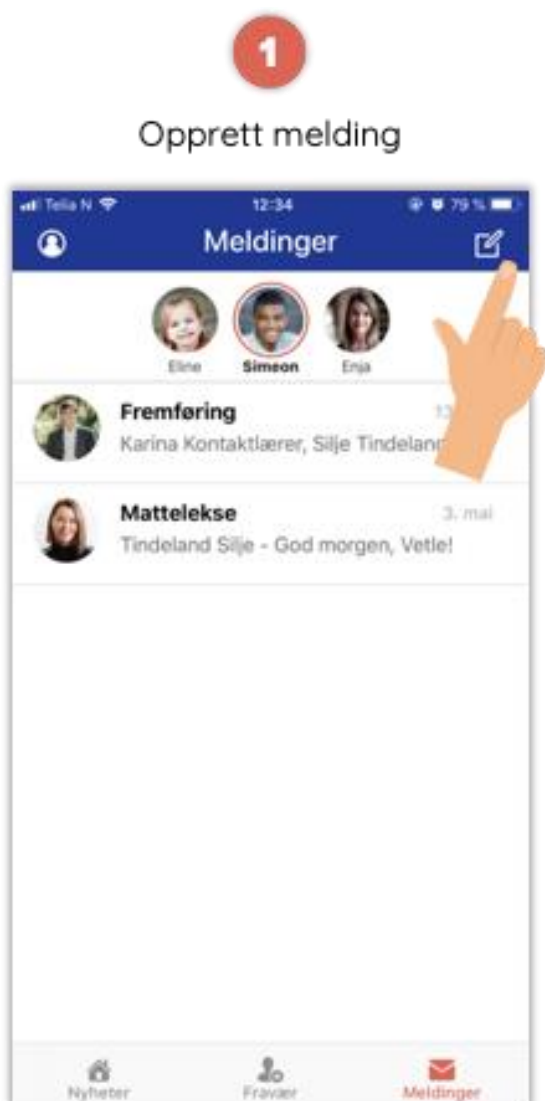 1
Opprett melding
Telia N 12:34 79 %
Meldinger
Eline Simeon Enja
Fremføring
Karina Kontaktlærer, Silje Tindeland
Mattelekse 3. mai
Tindeland Silje - God morgen, Vetle!
Nyheter Fravær Meldinger